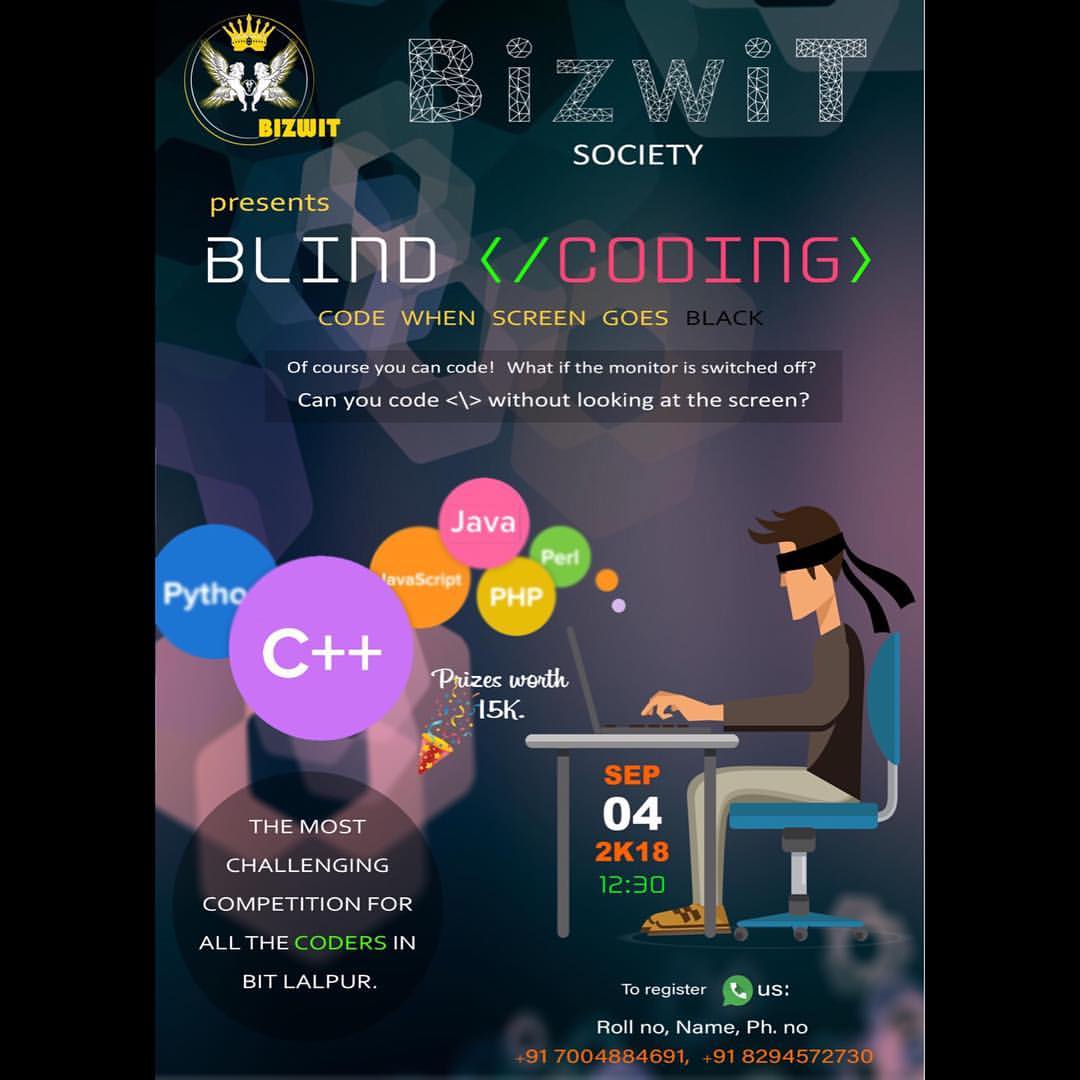 BIZWIT
BizwiT
SOCIETY
presents
BLIND </CODING>
CODE WHEN SCREEN GOES BLACK
Of course you can code! What if the monitor is switched off?
Can you code <\> without looking at the screen?
Java
Perl
JavaScript
PHP
Pytho
C++
Prizes worth
15K.
SEP
04
2K18
12:30
THE MOST
CHALLENGING
COMPETITION FOR
ALL THE CODERS IN
BIT LALPUR.
To register us:
Roll no, Name, Ph. no
+91 7004884691, +91 8294572730